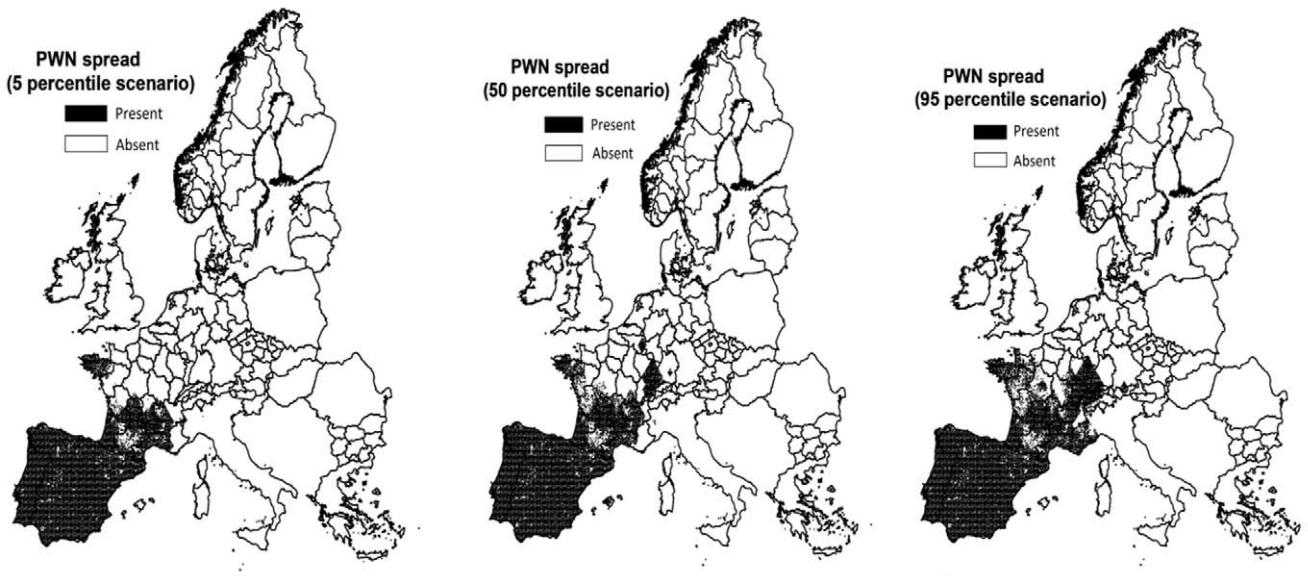 PWN spread
(5 percentile scenario)
Present
Absent
PWN spread
(50 percentile scenario)
Present
Absent
PWN spread
(95 percentile scenario)
Present
Absent